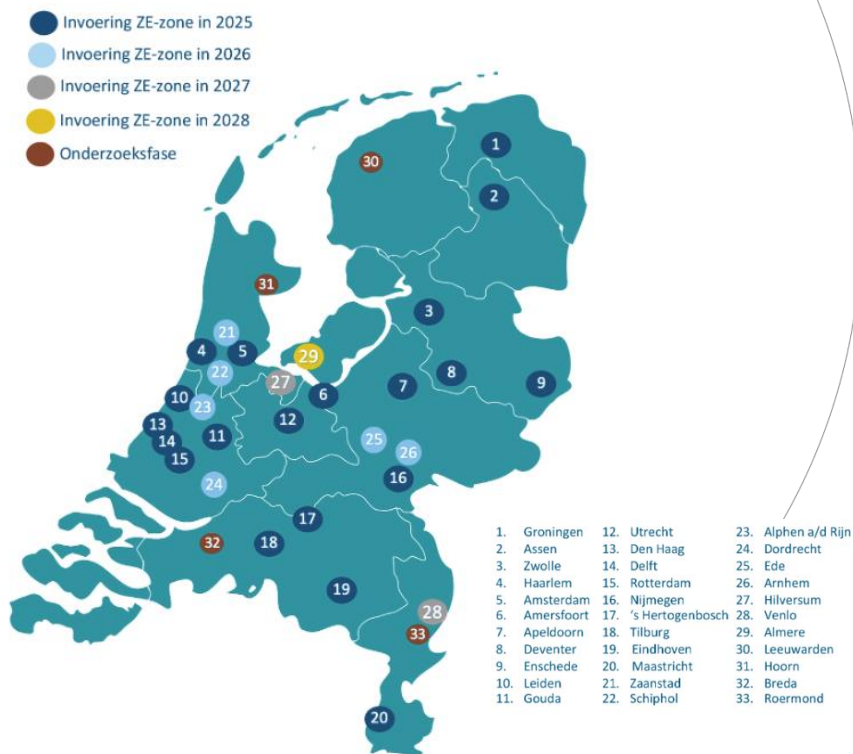 Invoering ZE-zone in 2025
Invoering ZE-zone in 2026
Invoering ZE-zone in 2027
Invoering ZE-zone in 2028
Onderzoeksfase
1
30
2
31
3
21
4
5
29
22
27
6
7
8
9
10
23
12
13
14
11
15
25
26
16
24
17
32
18
19
28
33
20
1. Groningen
2. Assen
3. Zwolle
4. Haarlem
5. Amsterdam
6. Amersfoort
7. Apeldoorn
8. Deventer
9. Enschede
10. Leiden
11. Gouda
12. Utrecht
13. Den Haag
14. Delft
15. Rotterdam
16. Nijmegen
17. 's Hertogenbosch
18. Tilburg
19. Eindhoven
20. Maastricht
21. Zaanstad
22. Schiphol
23. Alphen a/d Rijn
24. Dordrecht
25. Ede
26. Arnhem
27. Hilversum
28. Venlo
29. Almere
30. Leeuwarden
31. Hoorn
32. Breda
33. Roermond